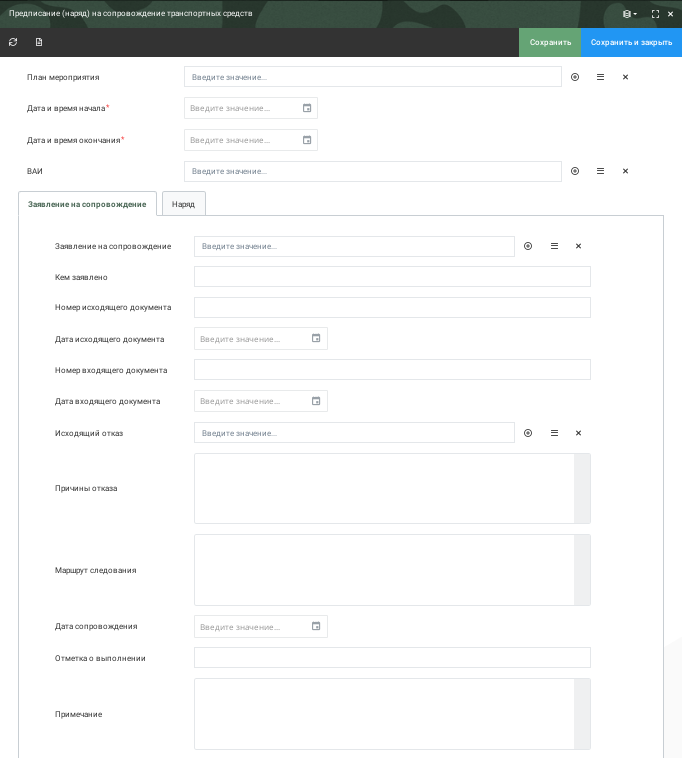 Предписание (наряд) на сопровождение транспортных средств
Сохранить
Сохранить и закрыть
План мероприятия
Введите значение...
Дата и время начала*
Введите значение...
Дата и время окончания*
Введите значение...
ВАИ
Введите значение...
Заявление на сопровождение
Наряд
Заявление на сопровождение
Введите значение...
Кем заявлено
Номер исходящего документа
Дата исходящего документа
Введите значение...
Номер входящего документа
Дата входящего документа
Введите значение...
Исходящий отказ
Введите значение...
Причины отказа
Маршрут следования
Дата сопровождения
Введите значение...
Отметка о выполнении
Примечание